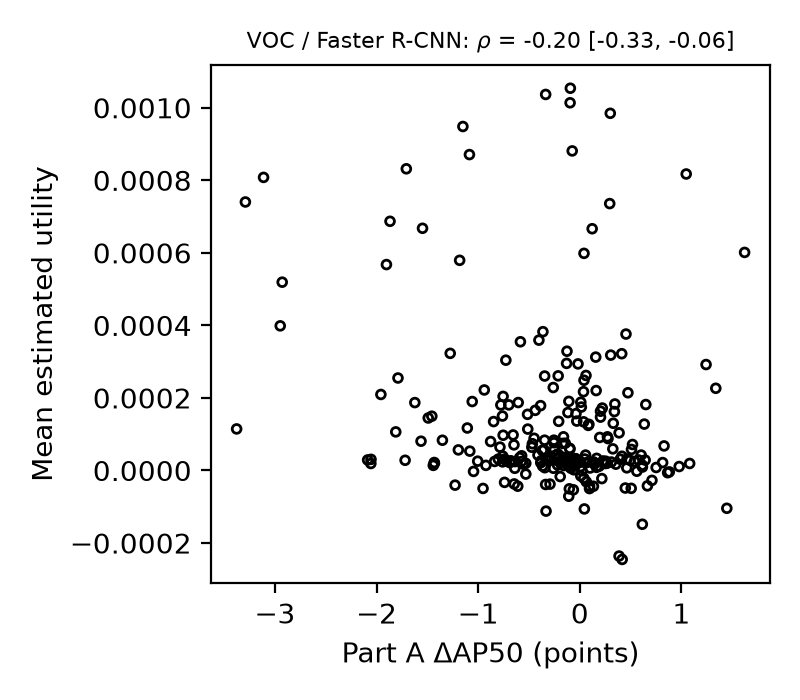 VOC / Faster R-CNN: ρ = -0.20 [-0.33, -0.06]
Mean estimated utility
0.0010
0.0008
0.0006
0.0004
0.0002
0.0000
−0.0002
−3 −2 −1 0 1
Part A ΔAP50 (points)